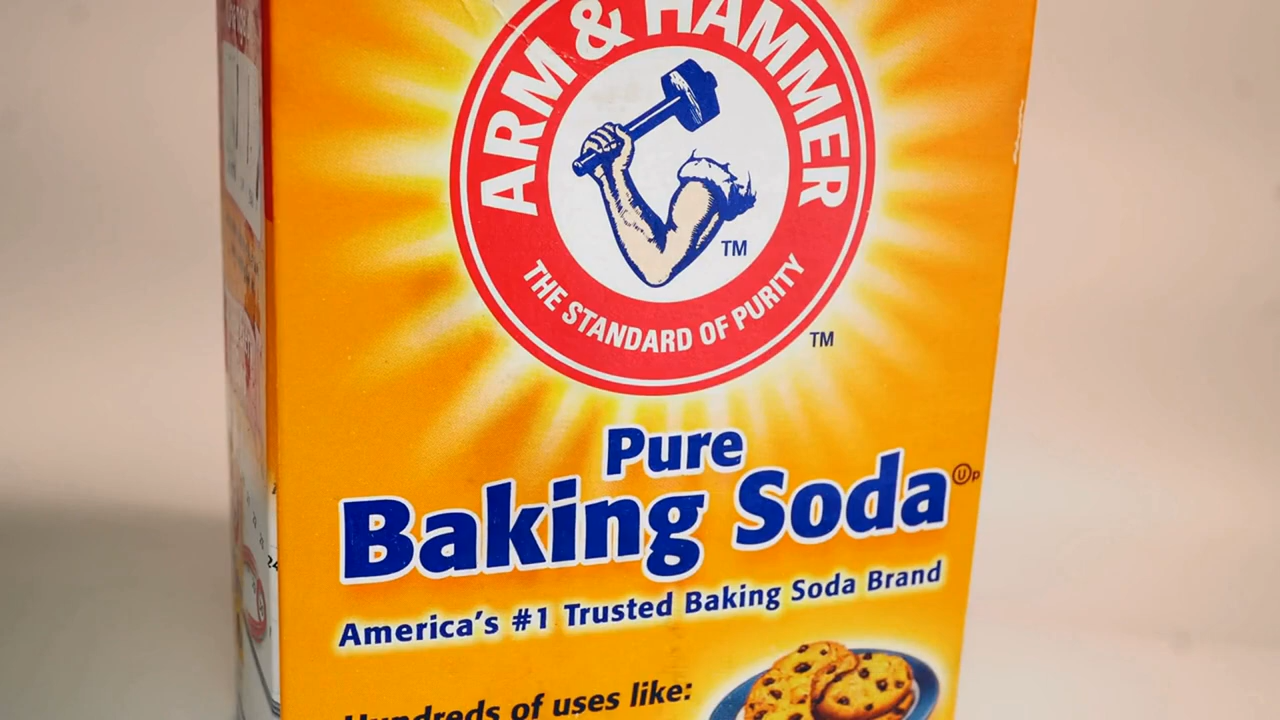 ARM & HAMMER
TM
THE STANDARD OF PURITY
TM
Pure
Baking Soda
Up
America's #1 Trusted Baking Soda Brand
Hundreds of uses like: